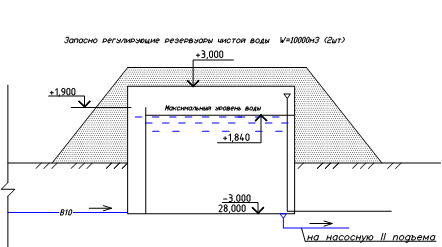 Запасно регулирующие резервуары чистой воды W=10000м3 (2шт)
+3,000
+1,900
Максимальный уровень воды
+1,840
-3,000
28,000
В10
на насосную II подъема